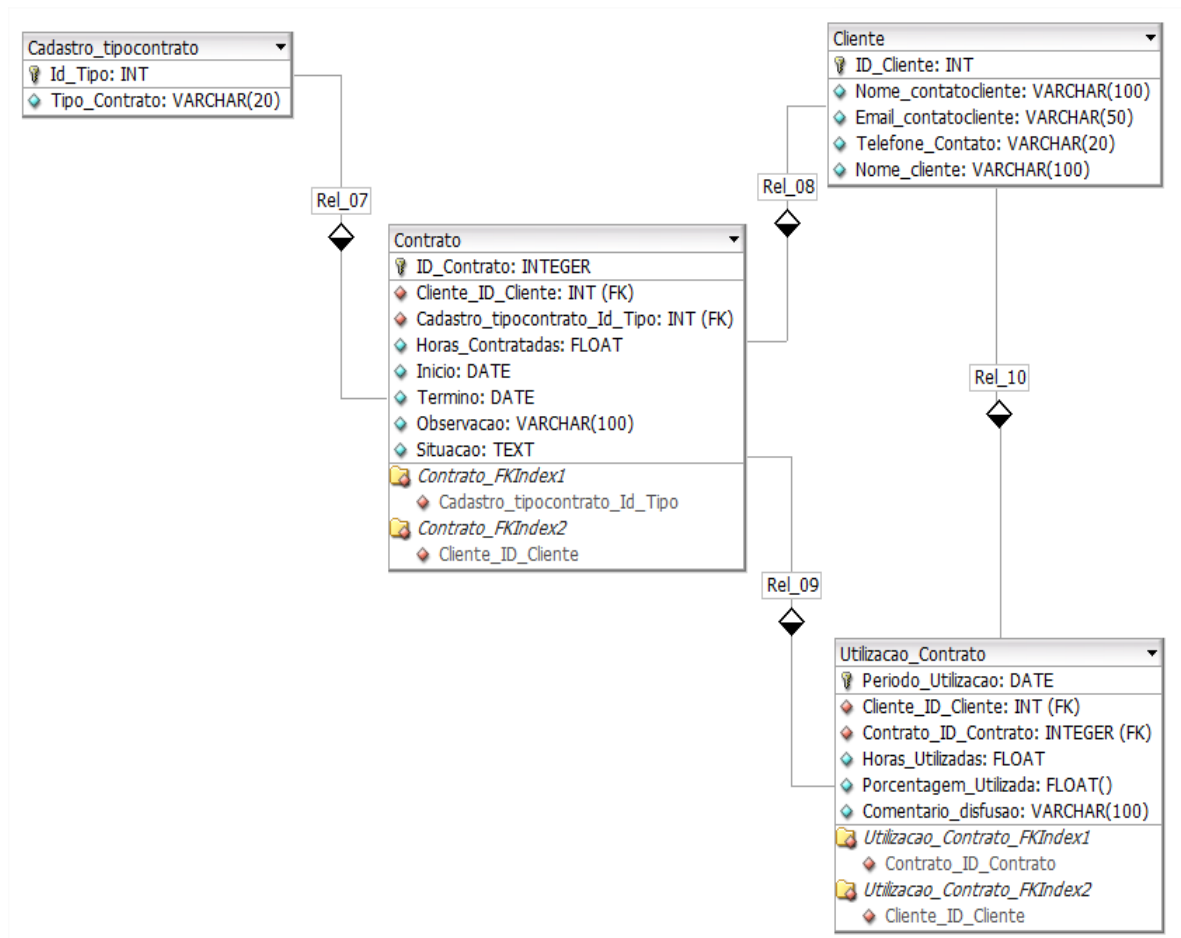 Cadastro_tipocontrato
Id_Tipo: INT
Tipo_Contrato: VARCHAR(20)
Cliente
ID_Cliente: INT
Nome_contatocliente: VARCHAR(100)
Email_contatocliente: VARCHAR(50)
Telefone_Contato: VARCHAR(20)
Nome_cliente: VARCHAR(100)
Rel_07
Rel_08
Contrato
ID_Contrato: INTEGER
Cliente_ID_Cliente: INT (FK)
Cadastro_tipocontrato_Id_Tipo: INT (FK)
Horas_Contratadas: FLOAT
Inicio: DATE
Termino: DATE
Observacao: VARCHAR(100)
Situacao: TEXT
Contrato_FKIndex1
Cadastro_tipocontrato_Id_Tipo
Contrato_FKIndex2
Cliente_ID_Cliente
Rel_10
Rel_09
Utilizacao_Contrato
Periodo_Utilizacao: DATE
Cliente_ID_Cliente: INT (FK)
Contrato_ID_Contrato: INTEGER (FK)
Horas_Utilizadas: FLOAT
Porcentagem_Utilizada: FLOAT()
Comentario_disfusao: VARCHAR(100)
Utilizacao_Contrato_FKIndex1
Contrato_ID_Contrato
Utilizacao_Contrato_FKIndex2
Cliente_ID_Cliente